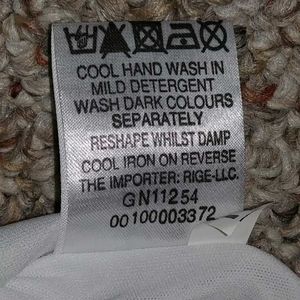 COOL HAND WASH IN
MILD DETERGENT
WASH DARK COLOURS
SEPARATELY
RESHAPE WHILST DAMP
COOL IRON ON REVERSE
THE IMPORTER: RIGE-LLC.
GN11254
00100003372